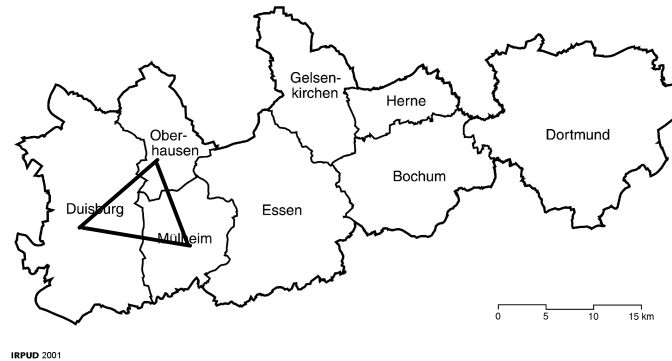 Gelsen-
kirchen
Herne
Ober-
hausen
Dortmund
Bochum
Duisburg
Essen
Mülheim
0 5 10 15 km
IRPUD 2001